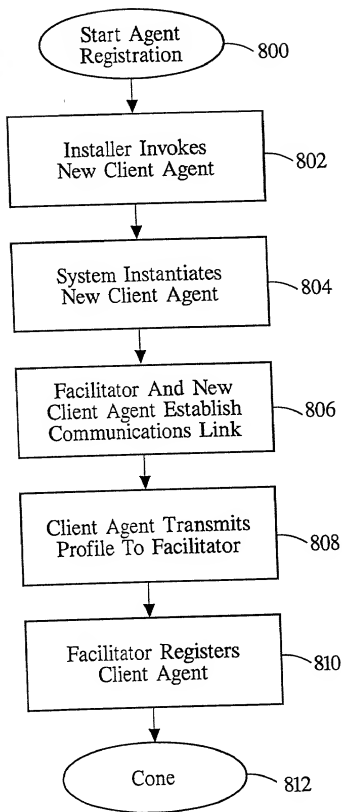 Start Agent
Registration
800
Installer Invokes
New Client Agent
802
System Instantiates
New Client Agent
804
Facilitator And New
Client Agent Establish
Communications Link
806
Client Agent Transmits
Profile To Facilitator
808
Facilitator Registers
Client Agent
810
Cone
812